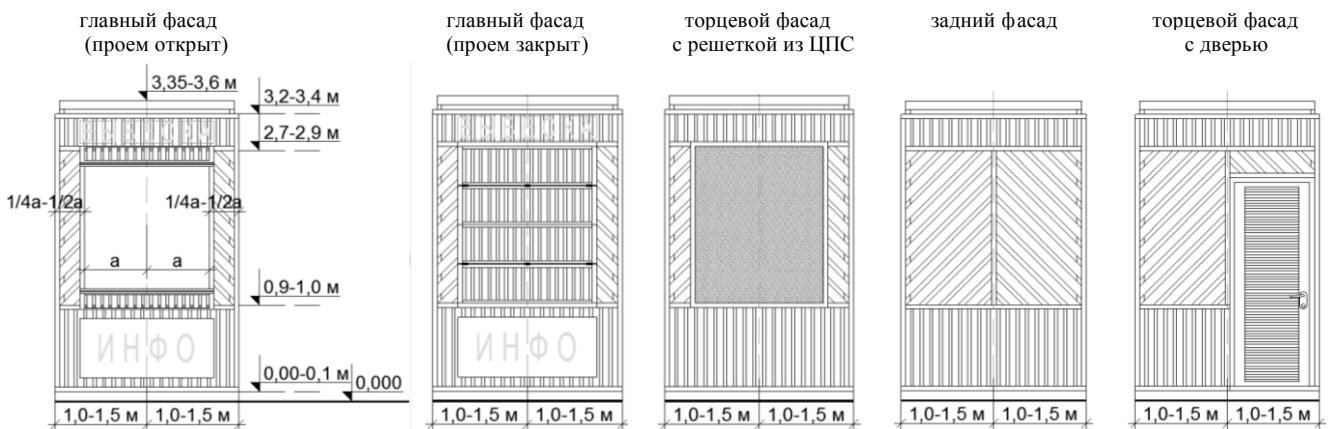 главный фасад
(проем открыт)
главный фасад
(проем закрыт)
торцевой фасад
с решеткой из ЦПС
задний фасад
торцевой фасад
с дверью
3,35-3,6 м
3,2-3,4 м
2,7-2,9 м
1/4а-1/2а
1/4а-1/2а
а
а
0,9-1,0 м
ИНФО
0,00-0,1 м
0,000
1,0-1,5 м
1,0-1,5 м
ВЫВЕСКА
ИНФО
1,0-1,5 м
1,0-1,5 м
1,0-1,5 м
1,0-1,5 м
1,0-1,5 м
1,0-1,5 м
1,0-1,5 м
1,0-1,5 м